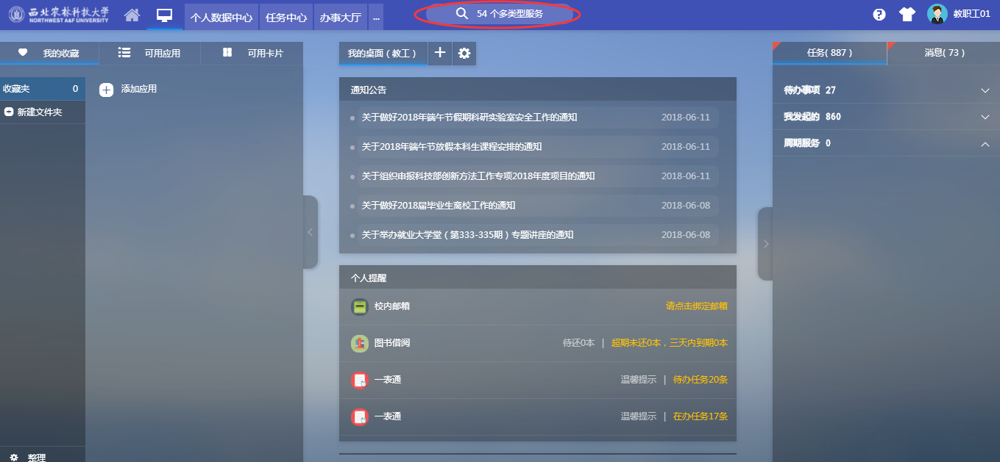 西北农林科技大学
NORTHWEST A&F UNIVERSITY
个人数据中心 任务中心 办事大厅 ...
54 个多类型服务
教职工01
我的收藏 可用应用 可用卡片
收藏夹 0
新建文件夹
添加应用
整理
我的桌面（教工）
通知公告
关于做好2018年端午节假期科研实验室安全工作的通知 2018-06-11
关于2018年端午节放假本科生课程安排的通知 2018-06-11
关于组织申报科技部创新方法工作专项2018年度项目的通知 2018-06-11
关于做好2018届毕业生离校工作的通知 2018-06-08
关于举办就业大学堂（第333-335期）专题讲座的通知 2018-06-08
个人提醒
校内邮箱 请点击绑定邮箱
图书借阅 待还0本 | 超期未还0本，三天内到期0本
一表通 温馨提示 | 待办任务20条
一表通 温馨提示 | 在办任务17条
任务( 887 ) 消息( 73 )
待办事项 27
我发起的 860
周期服务 0